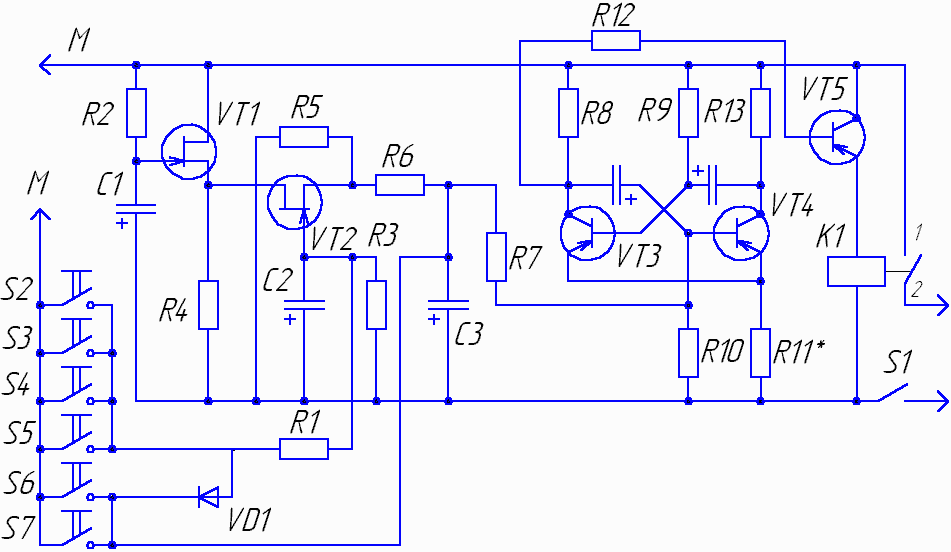 R12
M
R2
VT1
R5
R8
R9
R13
VT5
R6
M
C1
VT4
VT2
R3
VT3
K1
1
R7
S2
C2
2
R4
S3
C3
R10
R11*
S1
S4
R1
S5
S6
VD1
S7